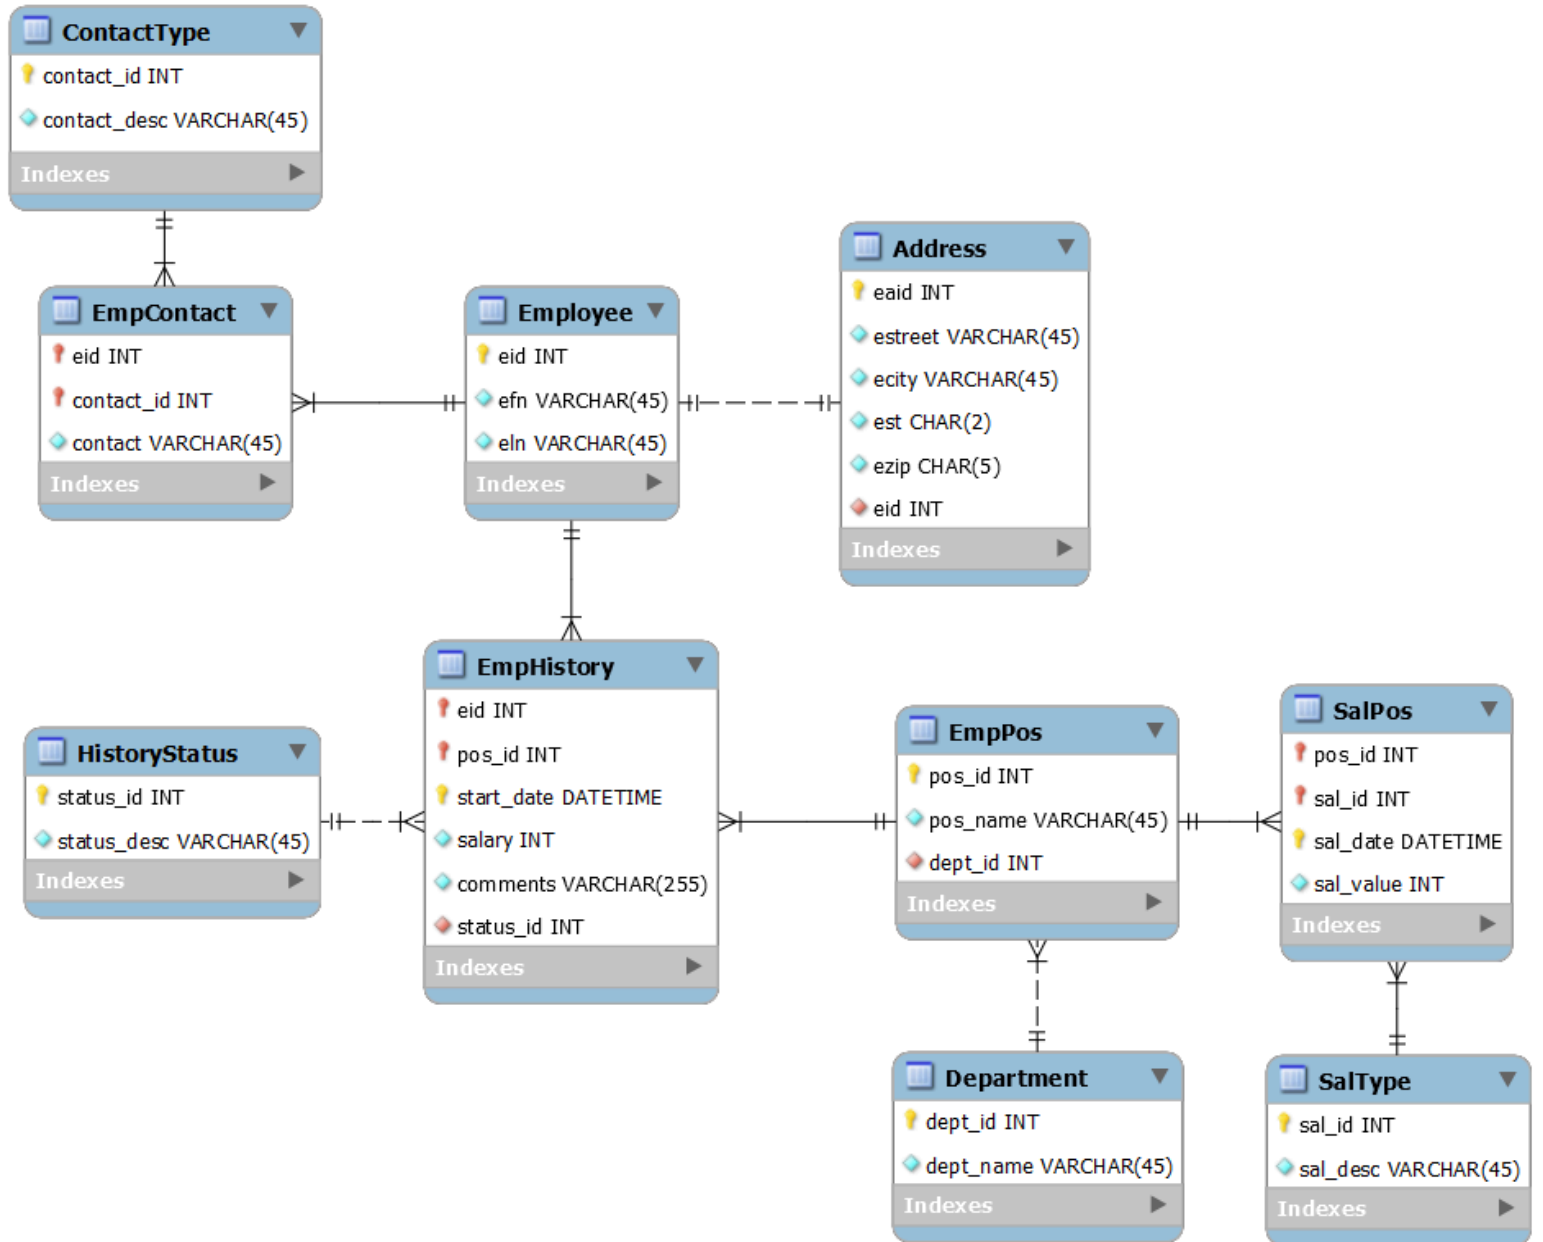 ContactType
contact_id INT
contact_desc VARCHAR(45)
Indexes
EmpContact
eid INT
contact_id INT
contact VARCHAR(45)
Indexes
Employee
eid INT
efn VARCHAR(45)
eln VARCHAR(45)
Indexes
Address
eaid INT
estreet VARCHAR(45)
ecity VARCHAR(45)
est CHAR(2)
ezip CHAR(5)
eid INT
Indexes
HistoryStatus
status_id INT
status_desc VARCHAR(45)
Indexes
EmpHistory
eid INT
pos_id INT
start_date DATETIME
salary INT
comments VARCHAR(255)
status_id INT
Indexes
EmpPos
pos_id INT
pos_name VARCHAR(45)
dept_id INT
Indexes
SalPos
pos_id INT
sal_id INT
sal_date DATETIME
sal_value INT
Indexes
Department
dept_id INT
dept_name VARCHAR(45)
Indexes
SalType
sal_id INT
sal_desc VARCHAR(45)
Indexes